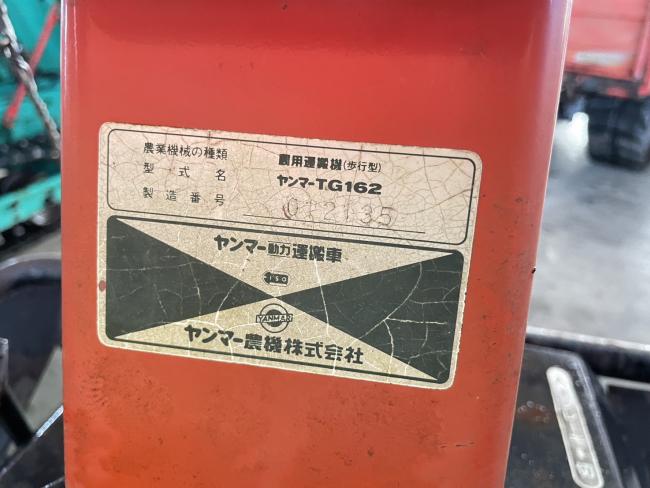 農業機械の種類 農用運搬機(歩行型)
型式名 ヤンマーTG162
製造番号 012135
ヤンマー動力運搬車
ISO
YANMAR
ヤンマー農機株式会社